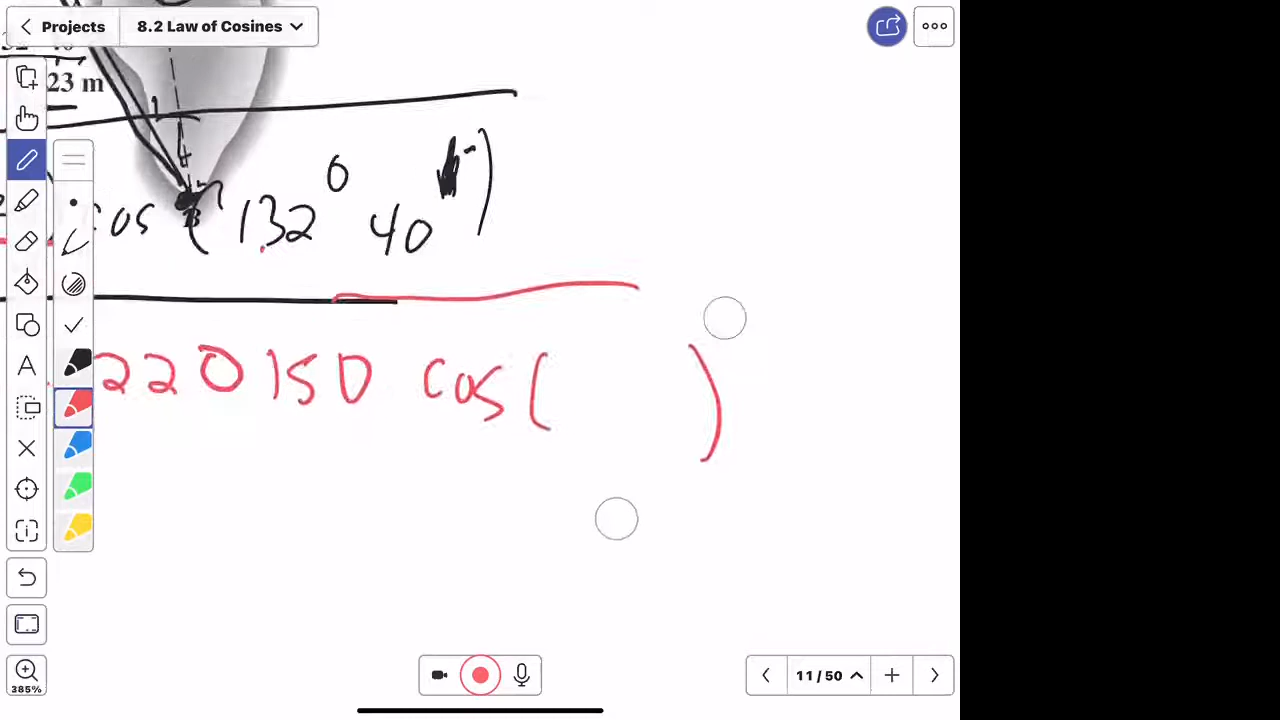 Projects
8.2 Law of Cosines
23 m
B
cos (132° 40')
220150 cos( )
A
385%
11/50